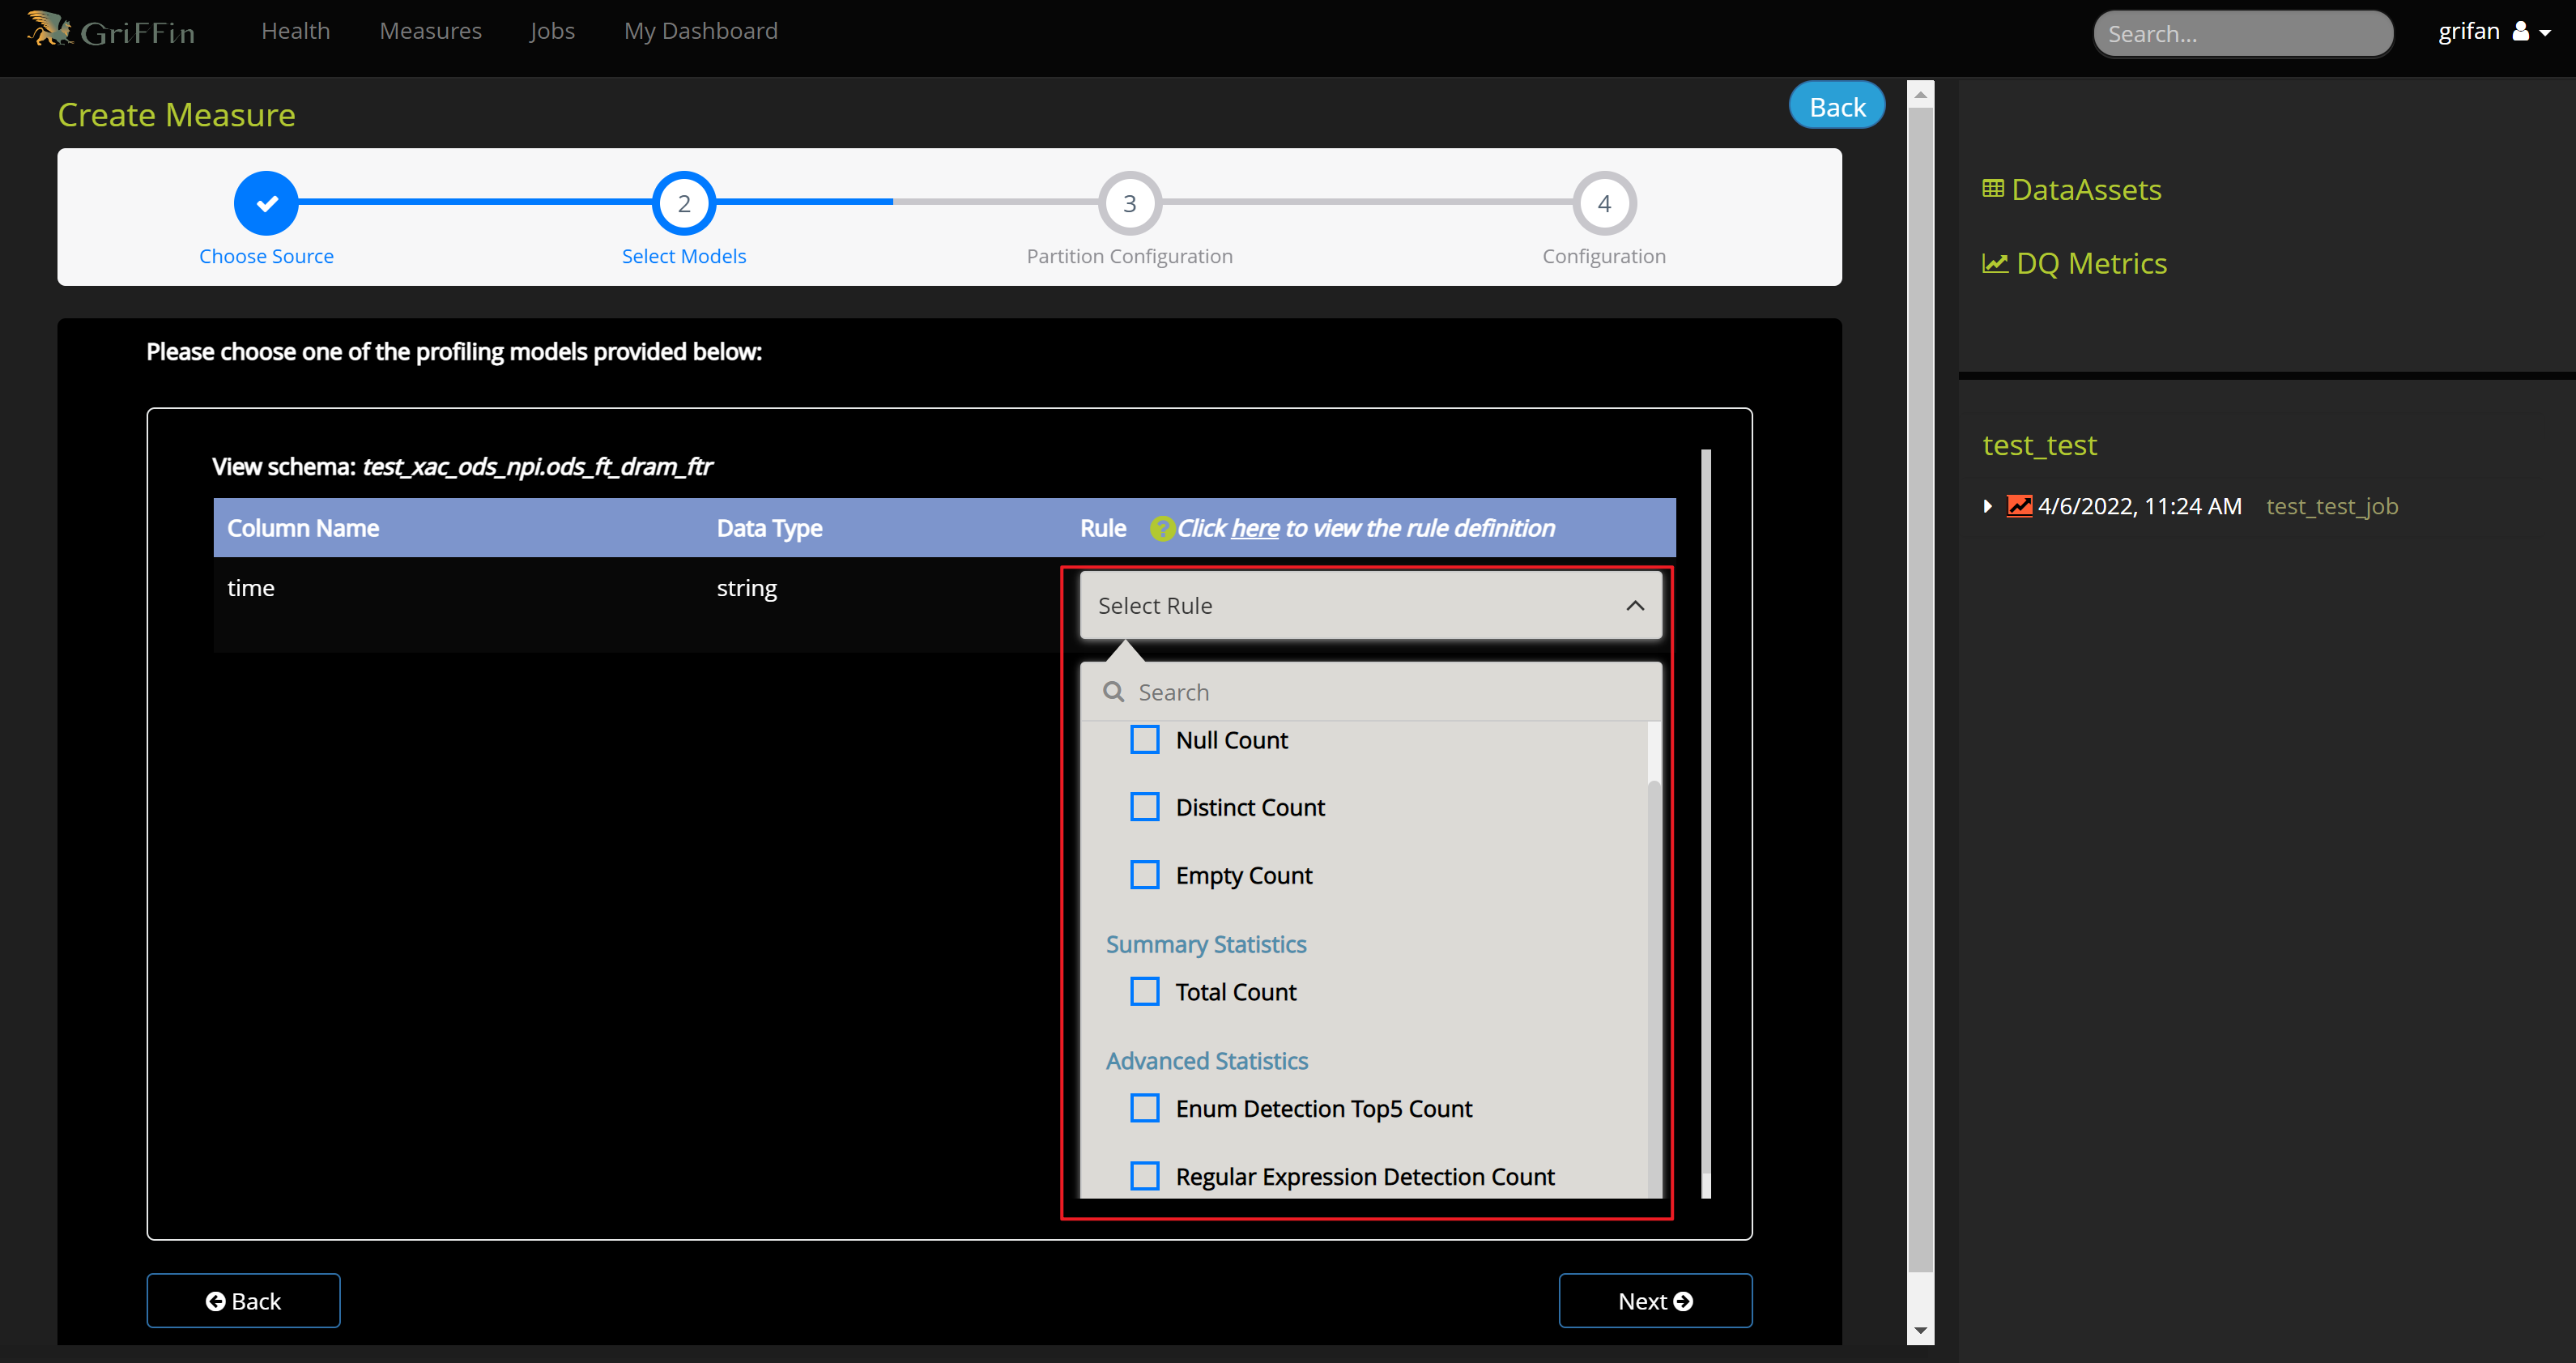 GriFFin
Health
Measures
Jobs
My Dashboard
Search...
grifan
Create Measure
Back
2
3
4
Choose Source
Select Models
Partition Configuration
Configuration
Please choose one of the profiling models provided below:
View schema: test_xac_ods_npi.ods_ft_dram_ftr
Column Name
Data Type
Rule
? Click here to view the rule definition
time
string
Select Rule
Search
Null Count
Distinct Count
Empty Count
Summary Statistics
Total Count
Advanced Statistics
Enum Detection Top5 Count
Regular Expression Detection Count
Back
Next
DataAssets
DQ Metrics
test_test
4/6/2022, 11:24 AM
test_test_job